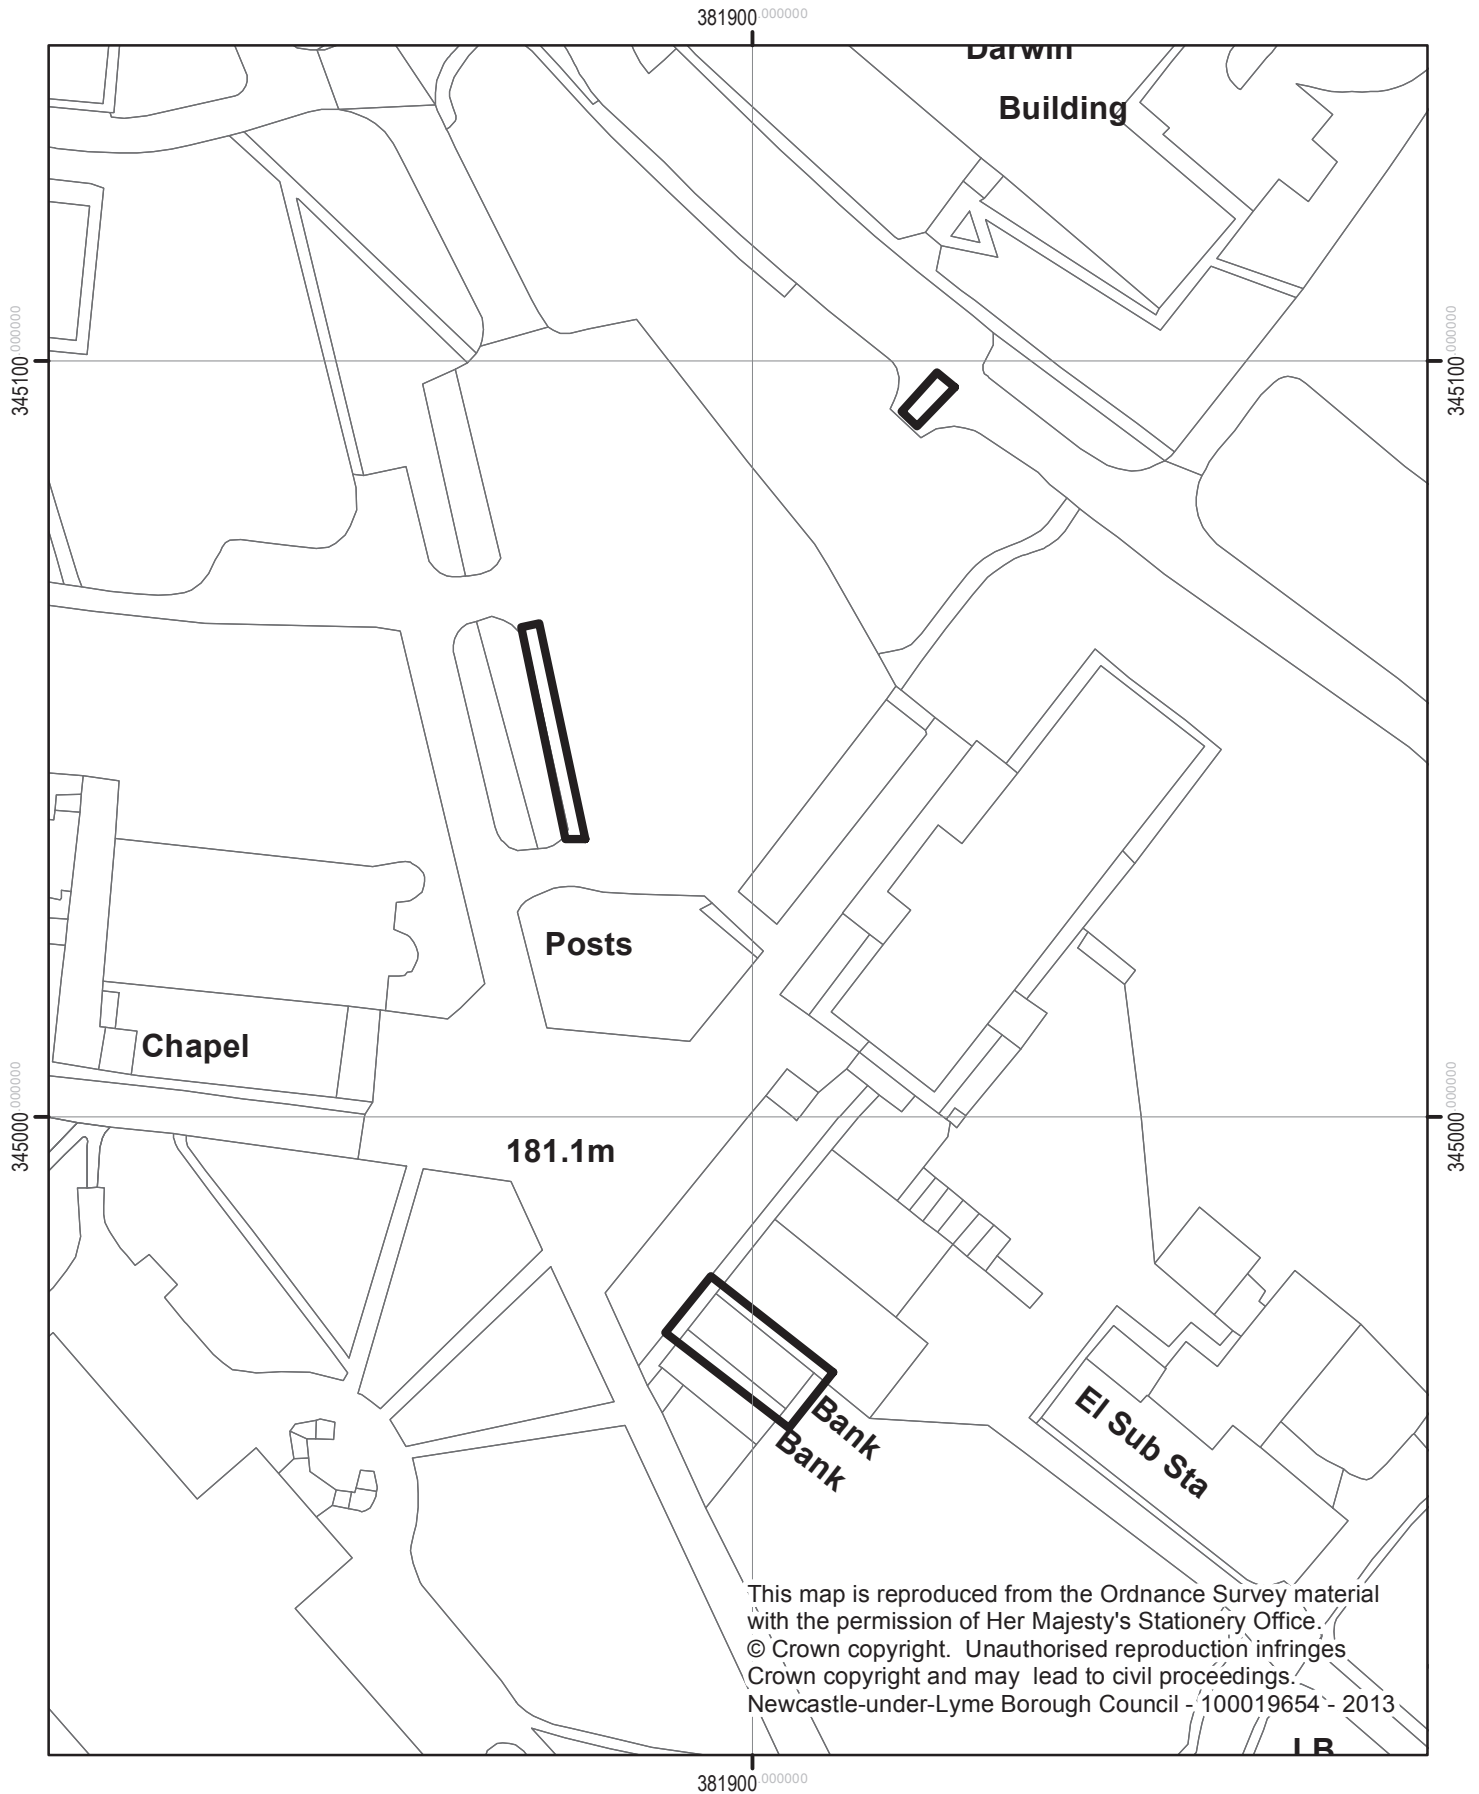 381900.000000
Darwin
Building
345100.000000
345100.000000
Posts
Chapel
345000.000000
345000.000000
181.1m
Bank
Bank
El Sub Sta
This map is reproduced from the Ordnance Survey material
with the permission of Her Majesty's Stationery Office.
© Crown copyright. Unauthorised reproduction infringes
Crown copyright and may lead to civil proceedings.
Newcastle-under-Lyme Borough Council - 100019654 - 2013
LB
381900.000000